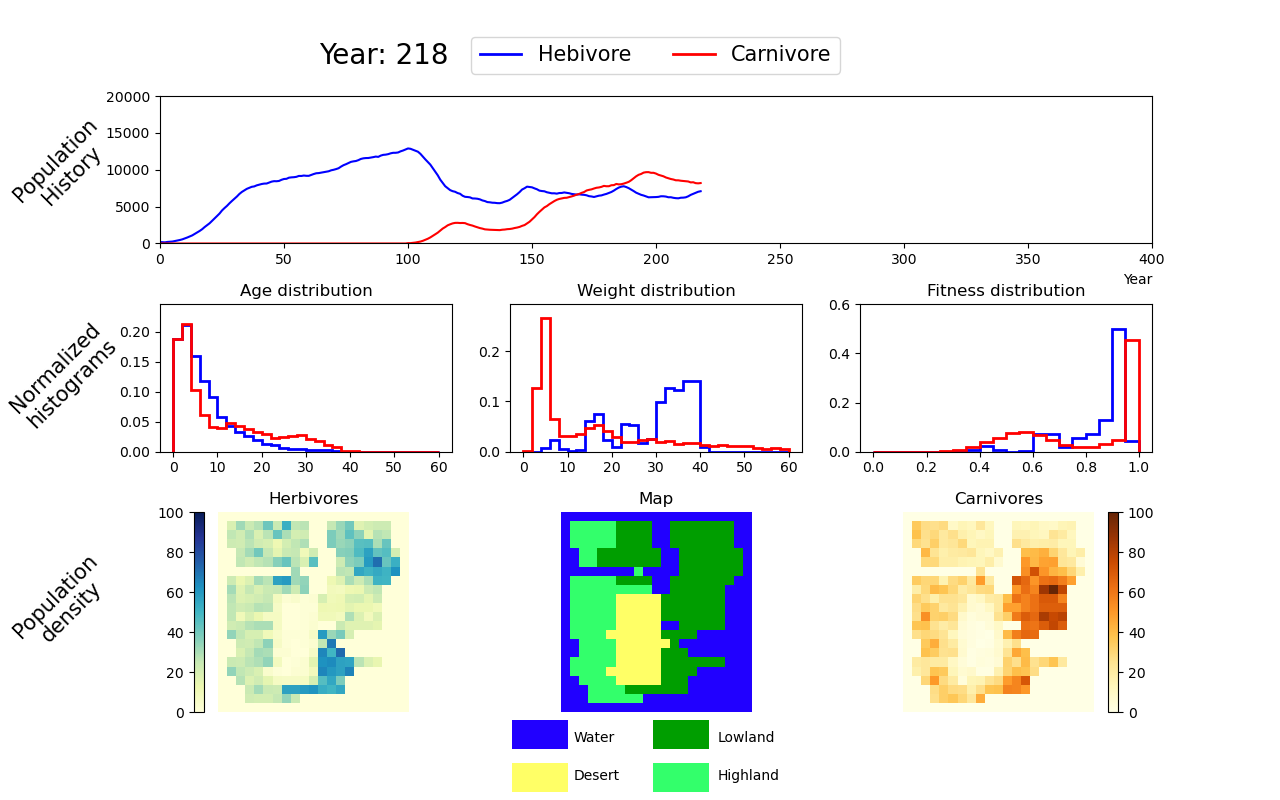 Year: 218
Hebivore
Carnivore
Population
History
20000
15000
10000
5000
0
0 50 100 150 200 250 300 350 400
Year
Normalized
histograms
Age distribution
0.20
0.15
0.10
0.05
0.00
0 20 40 60
Weight distribution
0.2
0.1
0.0
0 10 20 30 40 50 60
Fitness distribution
0.6
0.4
0.2
0.0
0.0 0.2 0.4 0.6 0.8 1.0
Population
density
Herbivores
100
80
60
40
20
0
Map
Carnivores
100
80
60
40
20
0
Water
Lowland
Desert
Highland